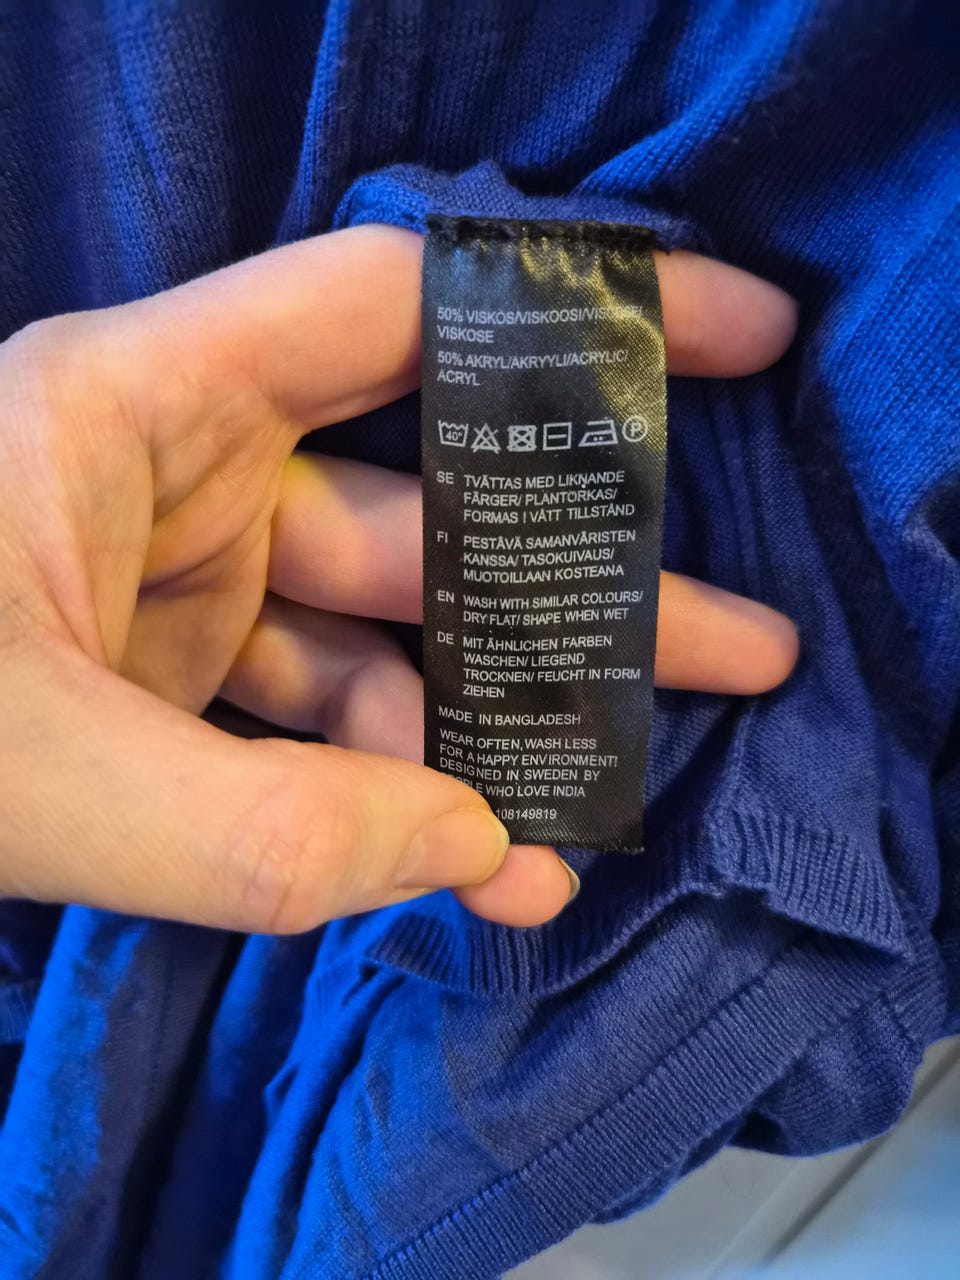 50% VISKOS/VISKOOSI/
VISKOSE
50% AKRYL/AKRYYLI/ACRYLIC/
ACRYL
40°
P
SE TVÄTTAS MED LIKNANDE
FÄRGER/ PLANTORKAS/
FORMAS I VÅTT TILLSTÅND
FI PESTÄVÄ SAMANVÄRISTEN
KANSSA/ TASOKUIVAUS/
MUOTOILLAAN KOSTEANA
EN WASH WITH SIMILAR COLOURS/
DRY FLAT/ SHAPE WHEN WET
DE MIT ÄHNLICHEN FARBEN
WASCHEN/ LIEGEND
TROCKNEN/ FEUCHT IN FORM
ZIEHEN
MADE IN BANGLADESH
WEAR OFTEN, WASH LESS
FOR A HAPPY ENVIRONMENT!
DESIGNED IN SWEDEN BY
WHO LOVE INDIA
108149819